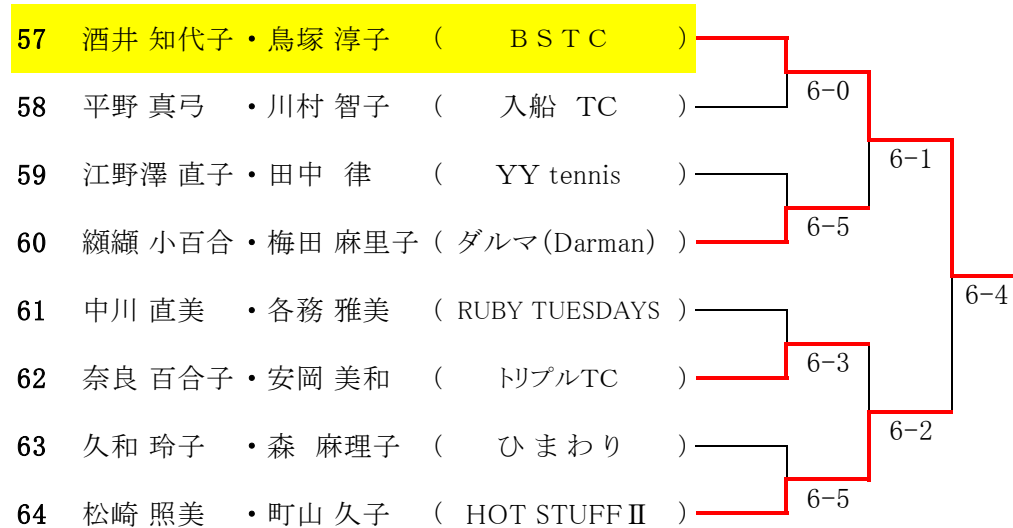 57 酒井 知代子・鳥塚 淳子 ( BSTC )
6-0
58 平野 真弓 ・川村 智子 ( 入船 TC )
6-1
59 江野澤 直子・田中 律 ( YY tennis )
6-5
60 纐纈 小百合・梅田 麻里子 ( ダルマ(Darman) )
6-4
61 中川 直美 ・各務 雅美 ( RUBY TUESDAYS )
6-3
62 奈良 百合子・安岡 美和 ( トリプルTC )
6-2
63 久和 玲子 ・森 麻理子 ( ひまわり )
6-5
64 松崎 照美 ・町山 久子 ( HOT STUFFⅡ )